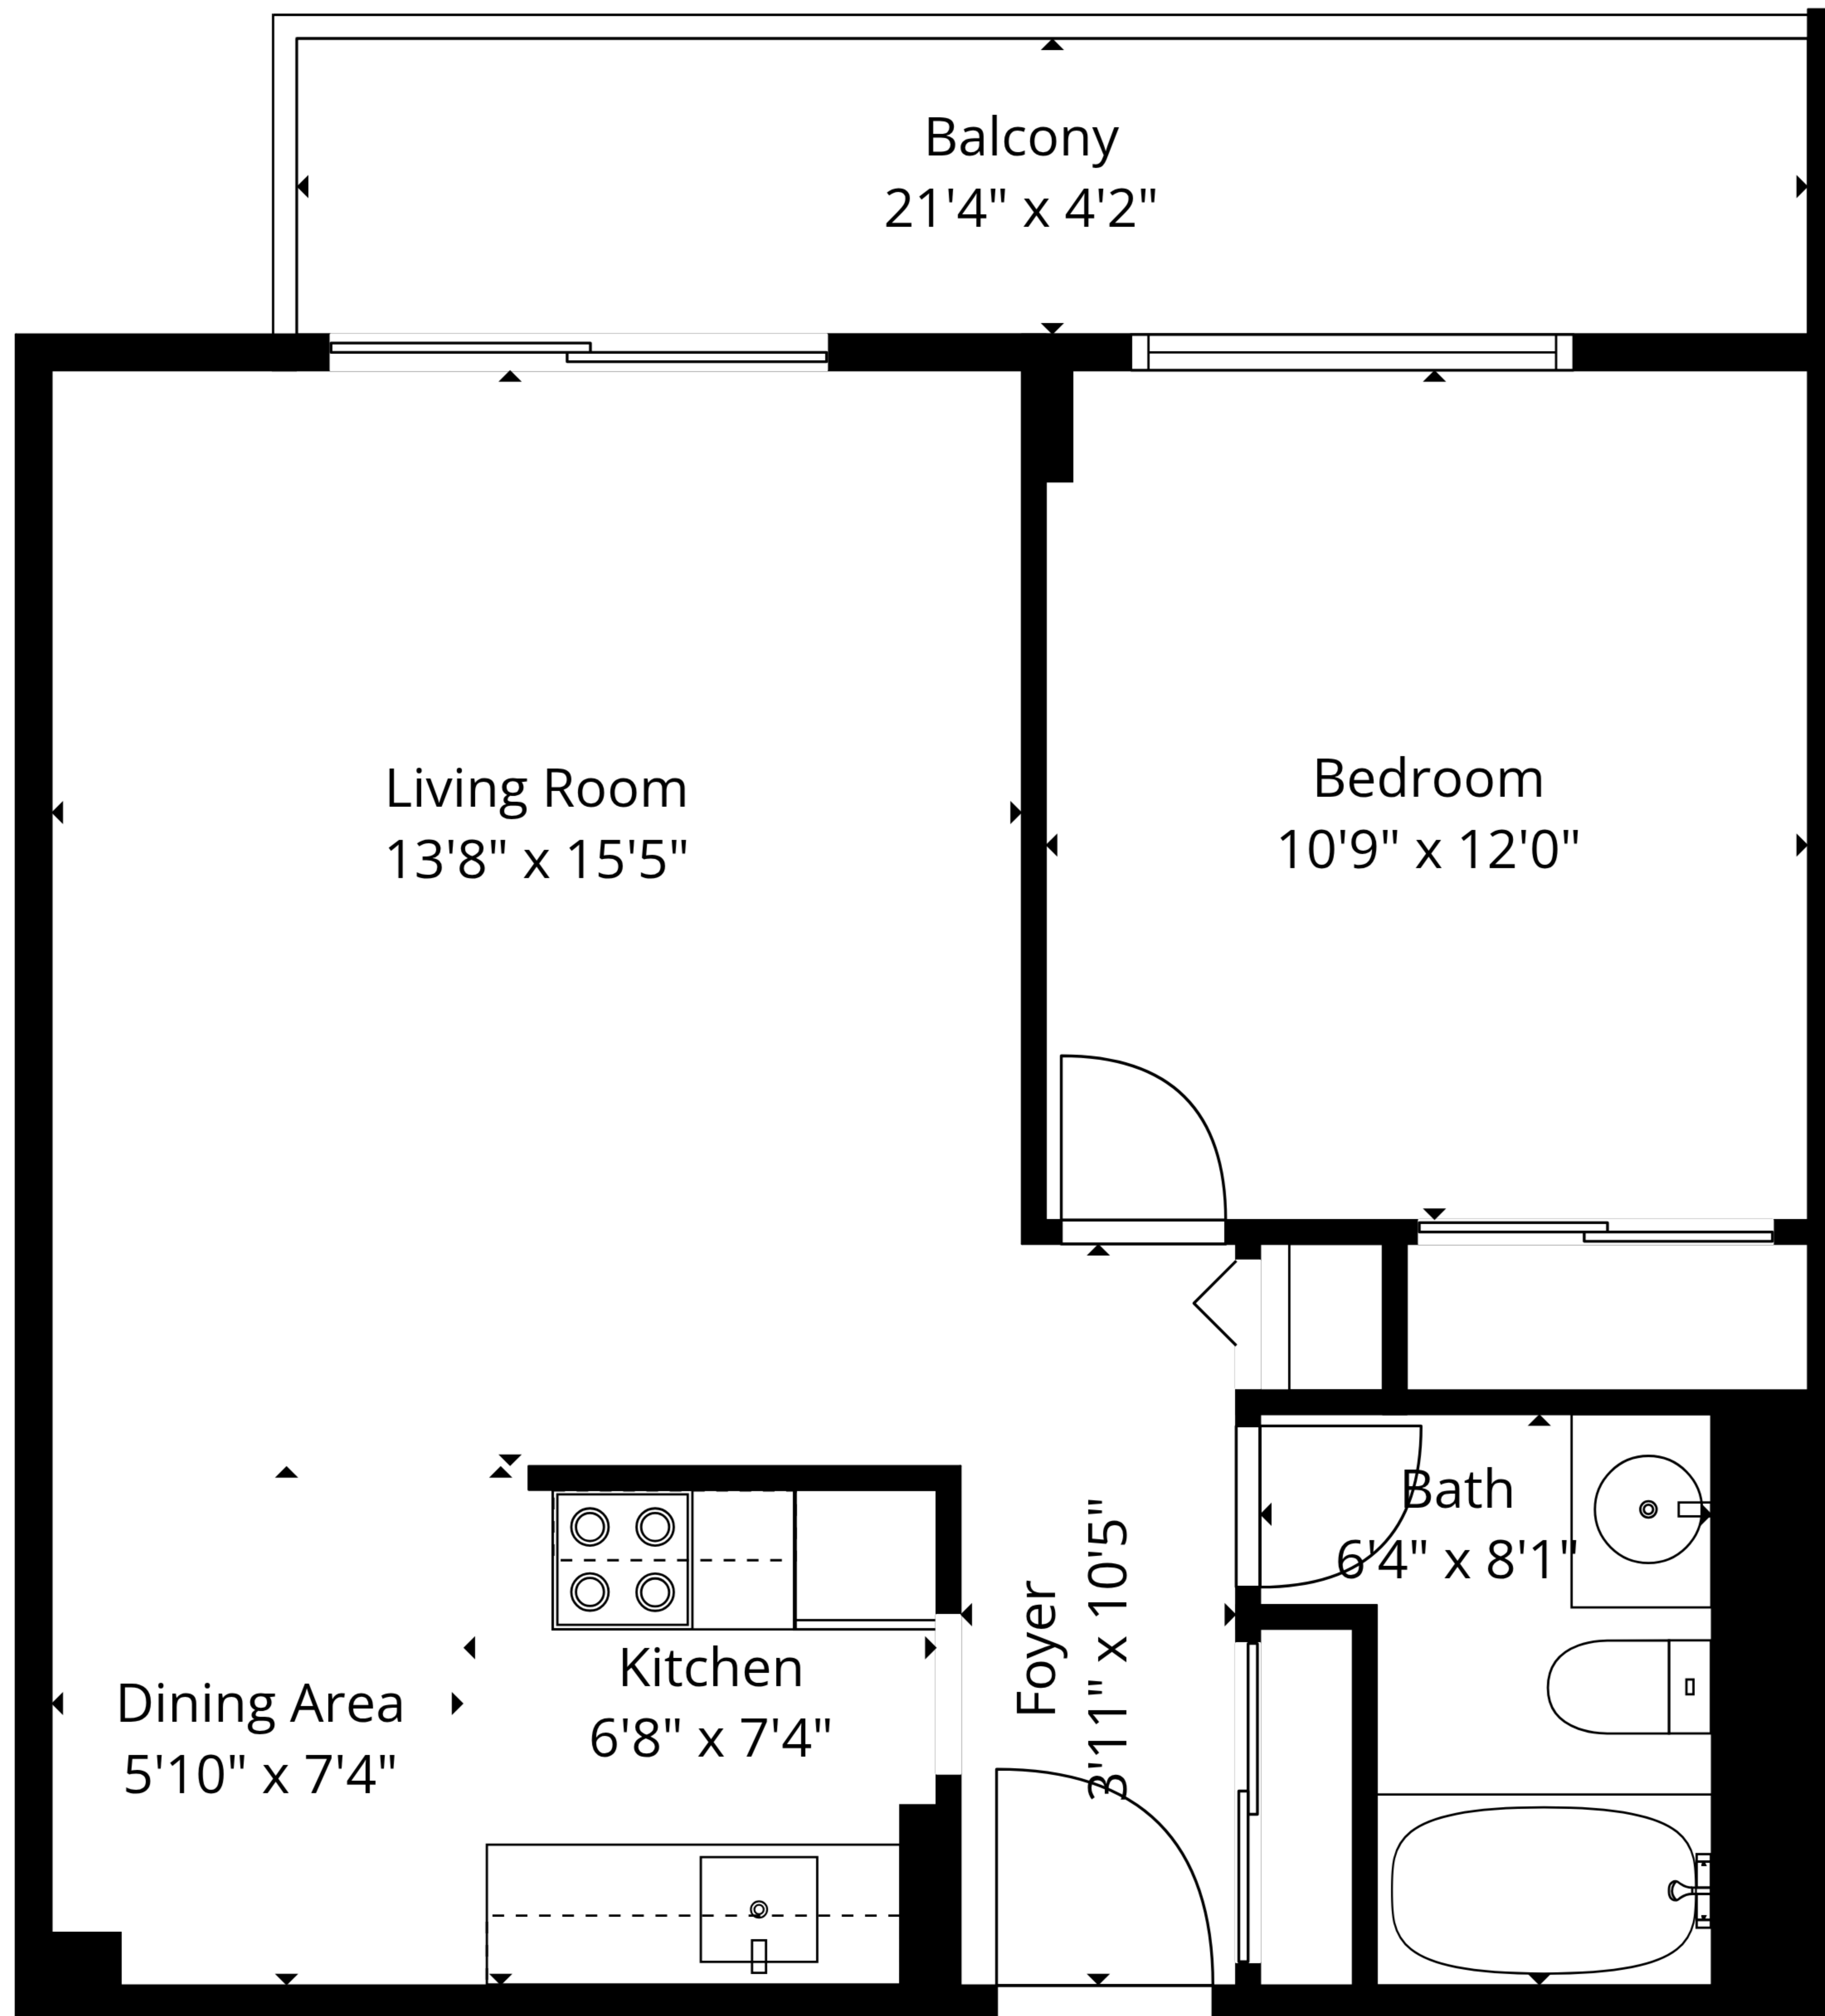 Balcony
21'4" x 4'2"
Living Room
13'8" x 15'5"
Bedroom
10'9" x 12'0"
Bath
6'4" x 8'1"
Foyer
3'11" x 10'5"
Kitchen
6'8" x 7'4"
Dining Area
5'10" x 7'4"